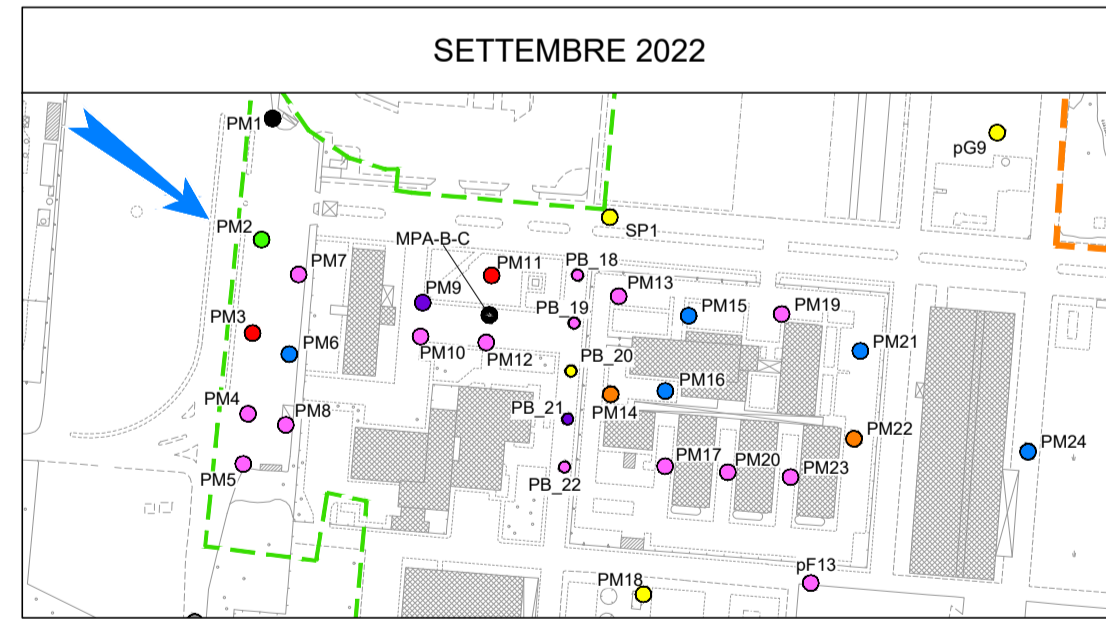 SETTEMBRE 2022
PM1
pG9
PM2
SP1
MPA-B-C
PM7
PM11
PB_18
PM9
PM13
PM19
PM3
PM15
PB_19
PM10
PM12
PM21
PM6
PB_20
PM16
PM4
PM8
PB_21
PM14
PM22
PM24
PM5
PB_22
PM17
PM20
PM23
PM18
pF13